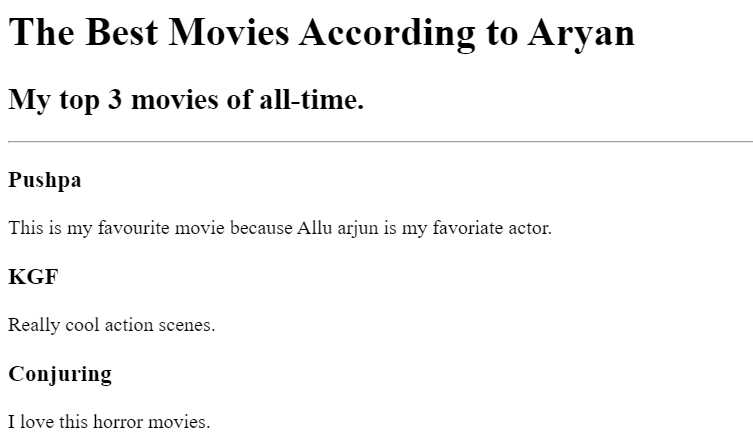 The Best Movies According to Aryan
My top 3 movies of all-time.
Pushpa
This is my favourite movie because Allu arjun is my favoriate actor.
KGF
Really cool action scenes.
Conjuring
I love this horror movies.